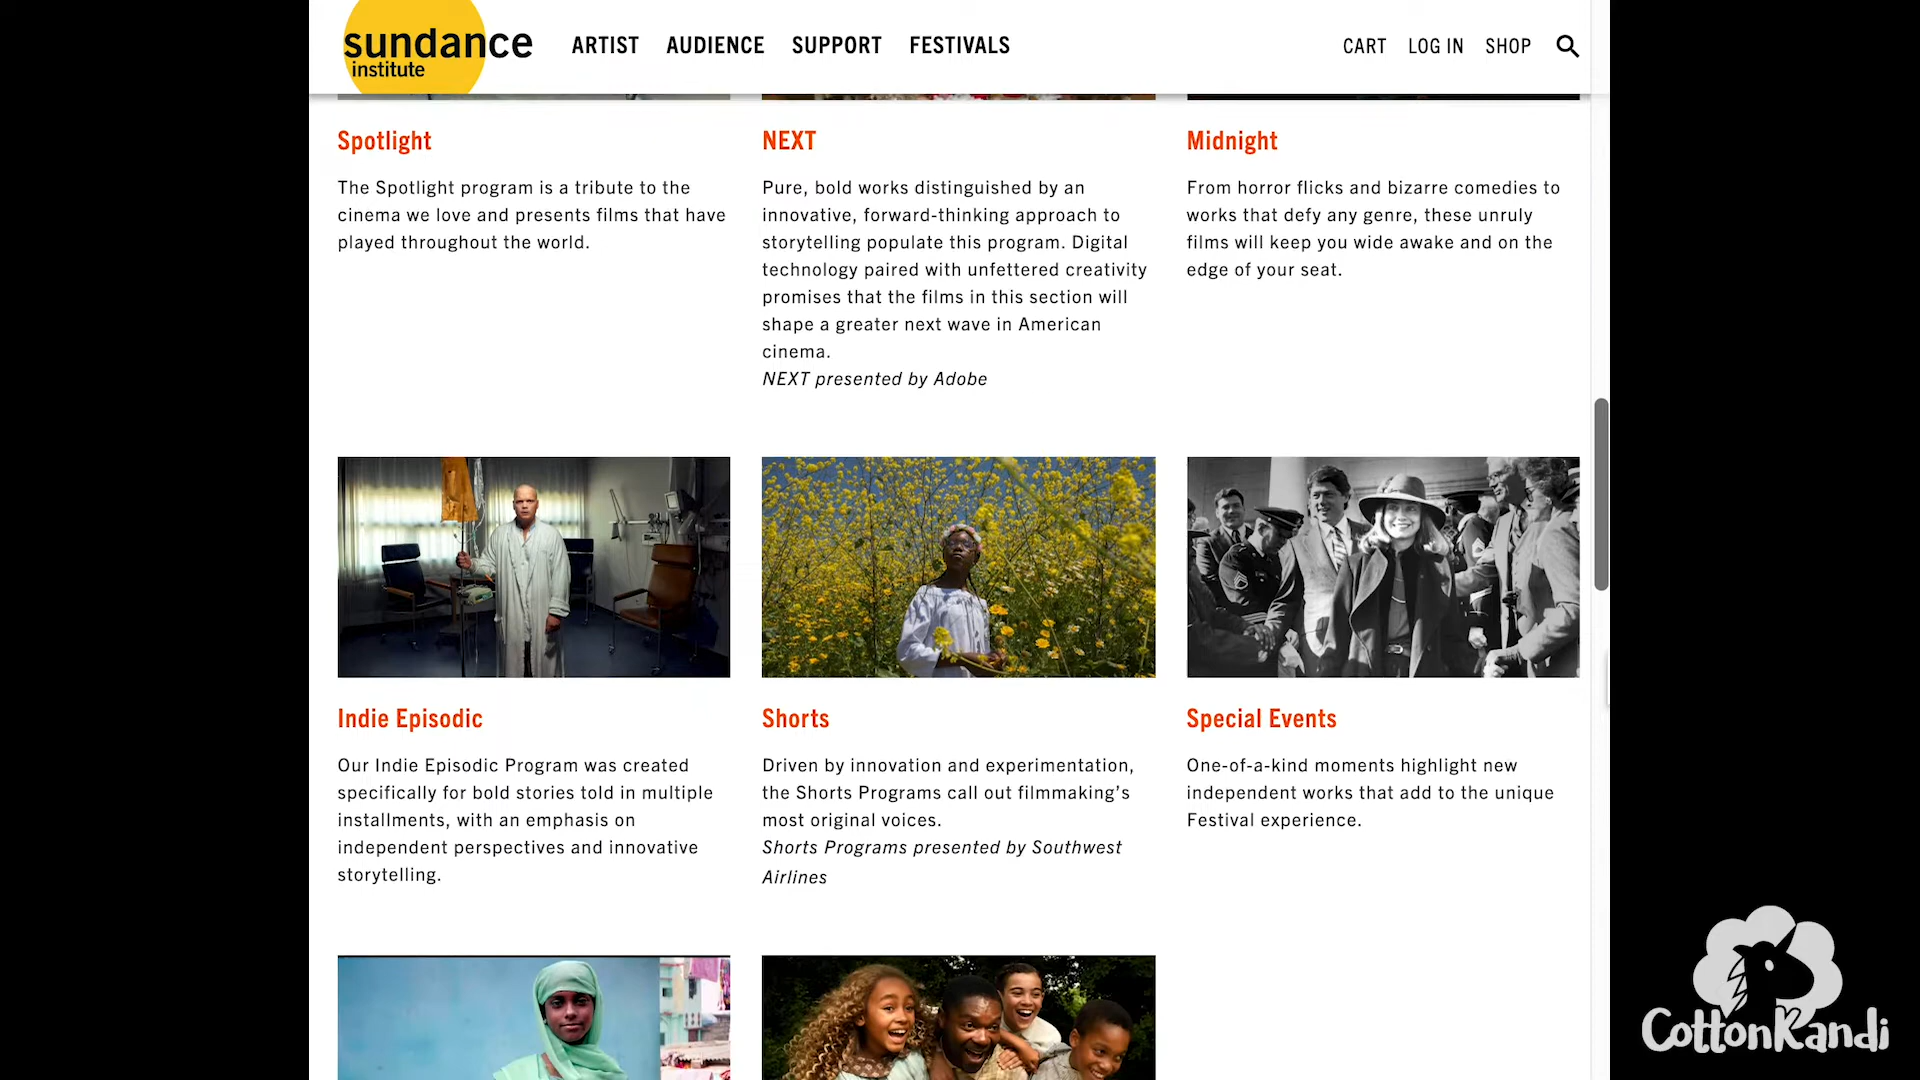 sundance
institute
ARTIST AUDIENCE SUPPORT FESTIVALS
CART LOG IN SHOP
Spotlight
The Spotlight program is a tribute to the
cinema we love and presents films that have
played throughout the world.
NEXT
Pure, bold works distinguished by an
innovative, forward-thinking approach to
storytelling populate this program. Digital
technology paired with unfettered creativity
promises that the films in this section will
shape a greater next wave in American
cinema.
NEXT presented by Adobe
Midnight
From horror flicks and bizarre comedies to
works that defy any genre, these unruly
films will keep you wide awake and on the
edge of your seat.
Indie Episodic
Our Indie Episodic Program was created
specifically for bold stories told in multiple
installments, with an emphasis on
independent perspectives and innovative
storytelling.
Shorts
Driven by innovation and experimentation,
the Shorts Programs call out filmmaking’s
most original voices.
Shorts Programs presented by Southwest
Airlines
Special Events
One-of-a-kind moments highlight new
independent works that add to the unique
Festival experience.
CottonKandi